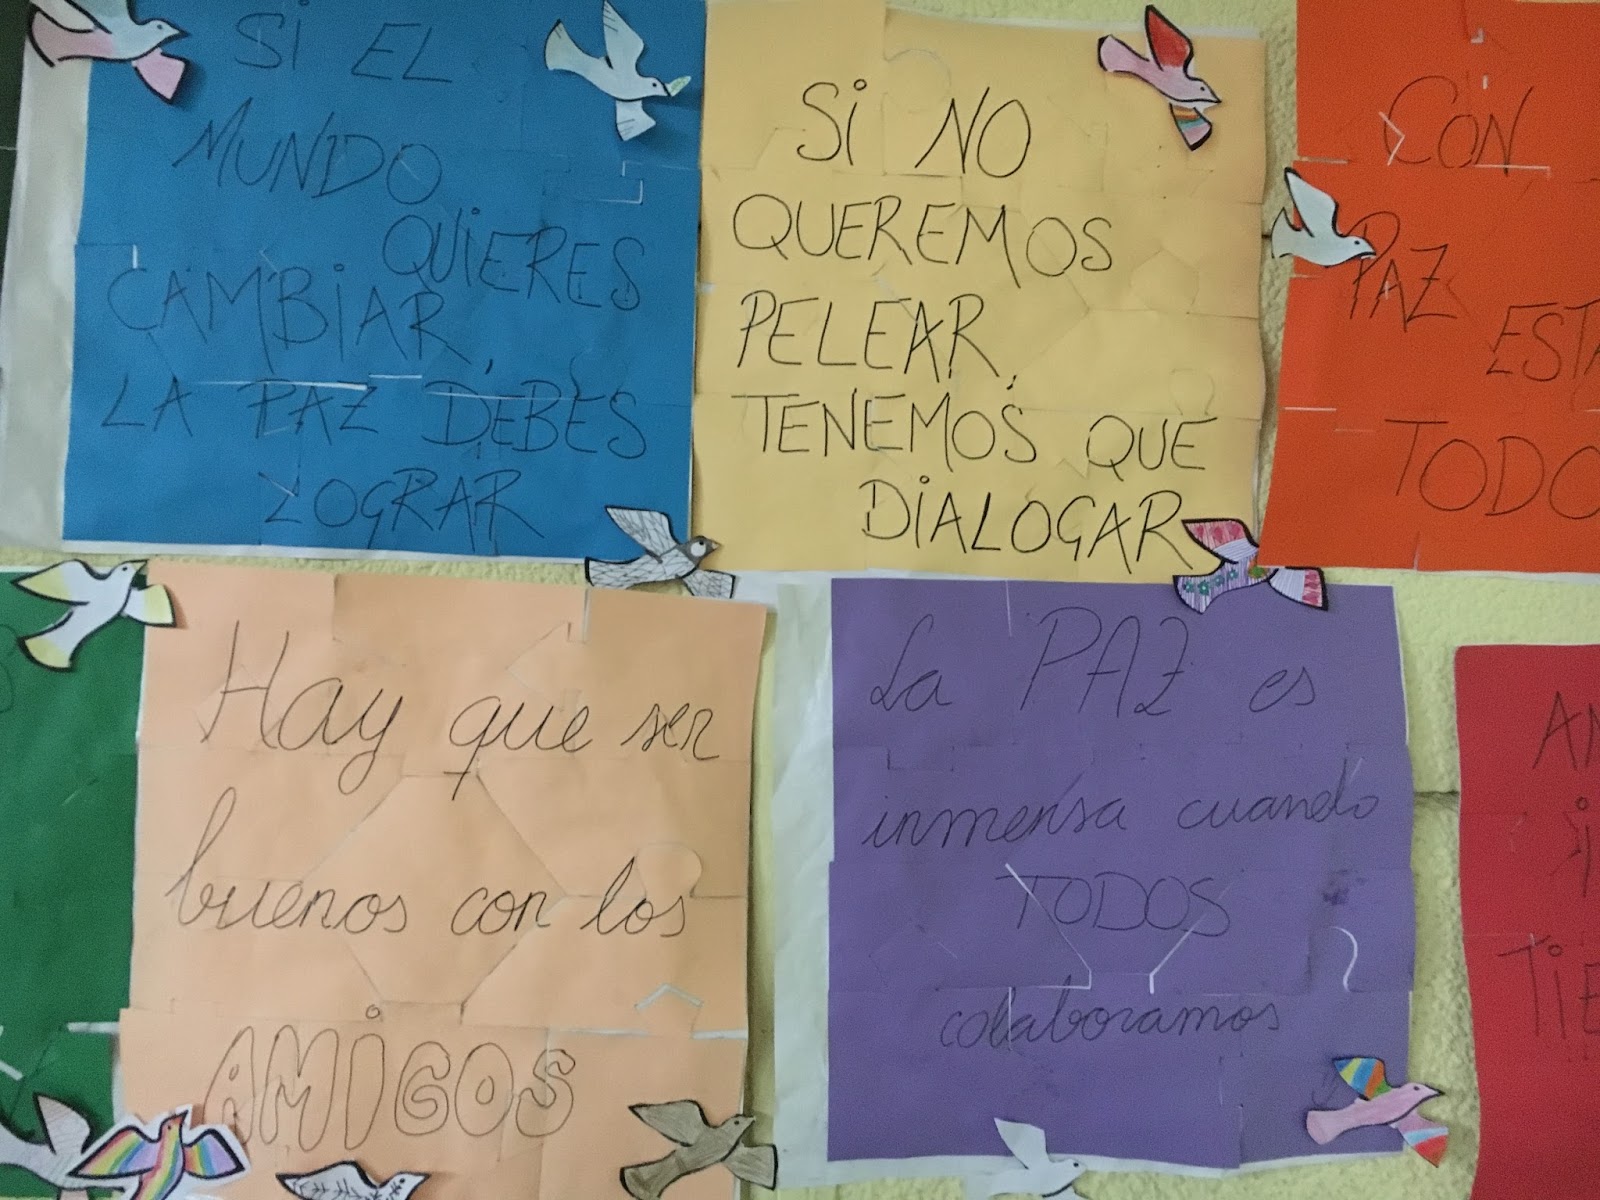 SI EL
MUNDO
QUIERES
CAMBIAR,
LA PAZ DEBES
LOGRAR
SI NO
QUEREMOS
PELEAR,
TENEMOS QUE
DIALOGAR
CON
PAZ
ESTA
TODO
Hay que ser
buenos con los
AMIGOS
La PAZ es
inmensa cuando
TODOS
colaboramos